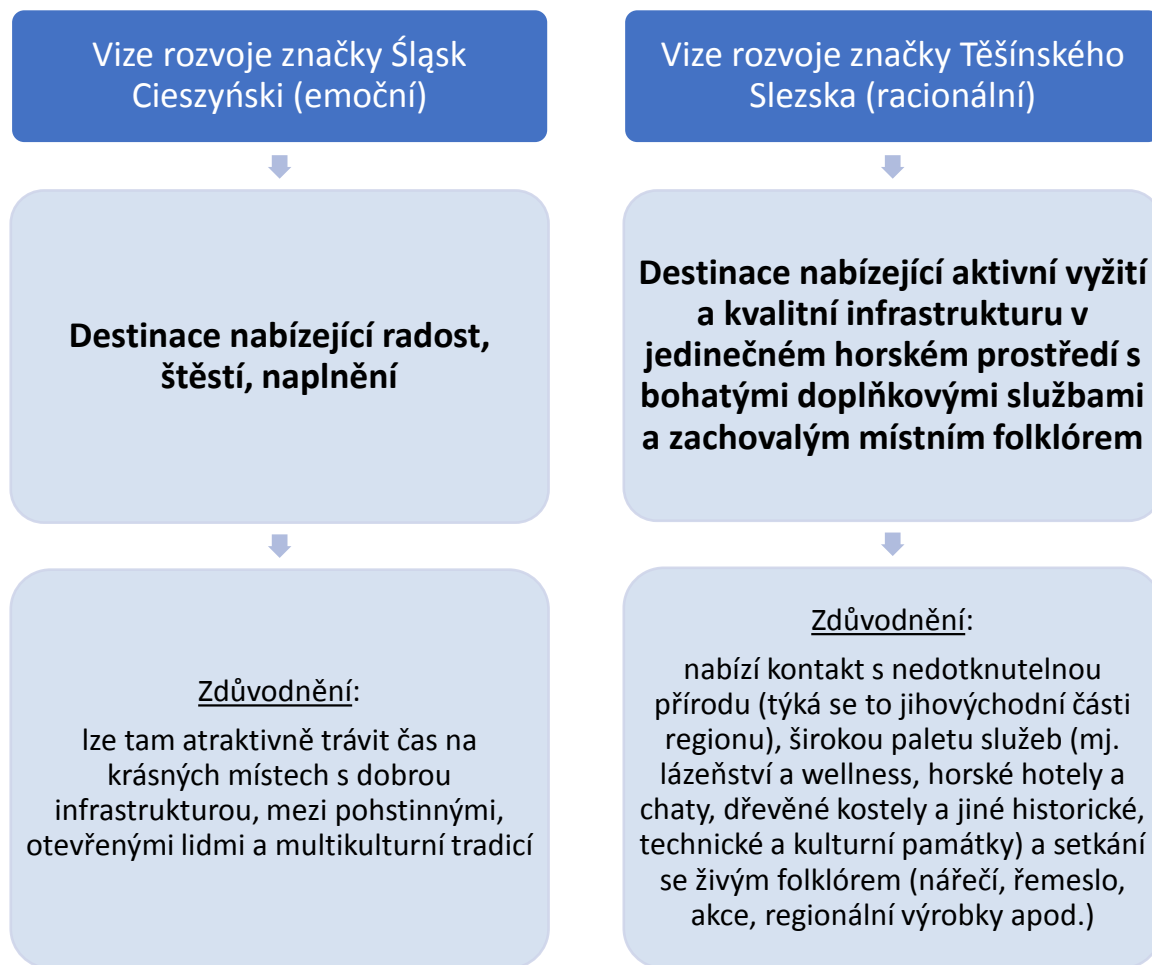 Vize rozvoje značky Śląsk
Cieszyński (emoční)
Destinace nabízející radost,
štěstí, naplnění
Zdůvodnění:
lze tam atraktivně trávit čas na
krásných místech s dobrou
infrastrukturou, mezi pohstinnými,
otevřenými lidmi a multikulturní tradicí
Vize rozvoje značky Těšínského
Slezska (racionální)
Destinace nabízející aktivní vyžití
a kvalitní infrastrukturu v
jedinečném horském prostředí s
bohatými doplňkovými službami
a zachovalým místním folklórem
Zdůvodnění:
nabízí kontakt s nedotknutelnou
přírodu (týká se to jihovýchodní části
regionu), širokou paletu služeb (mj.
lázeňství a wellness, horské hotely a
chaty, dřevěné kostely a jiné historické,
technické a kulturní památky) a setkání
se živým folklórem (nářečí, řemeslo,
akce, regionální výrobky apod.)